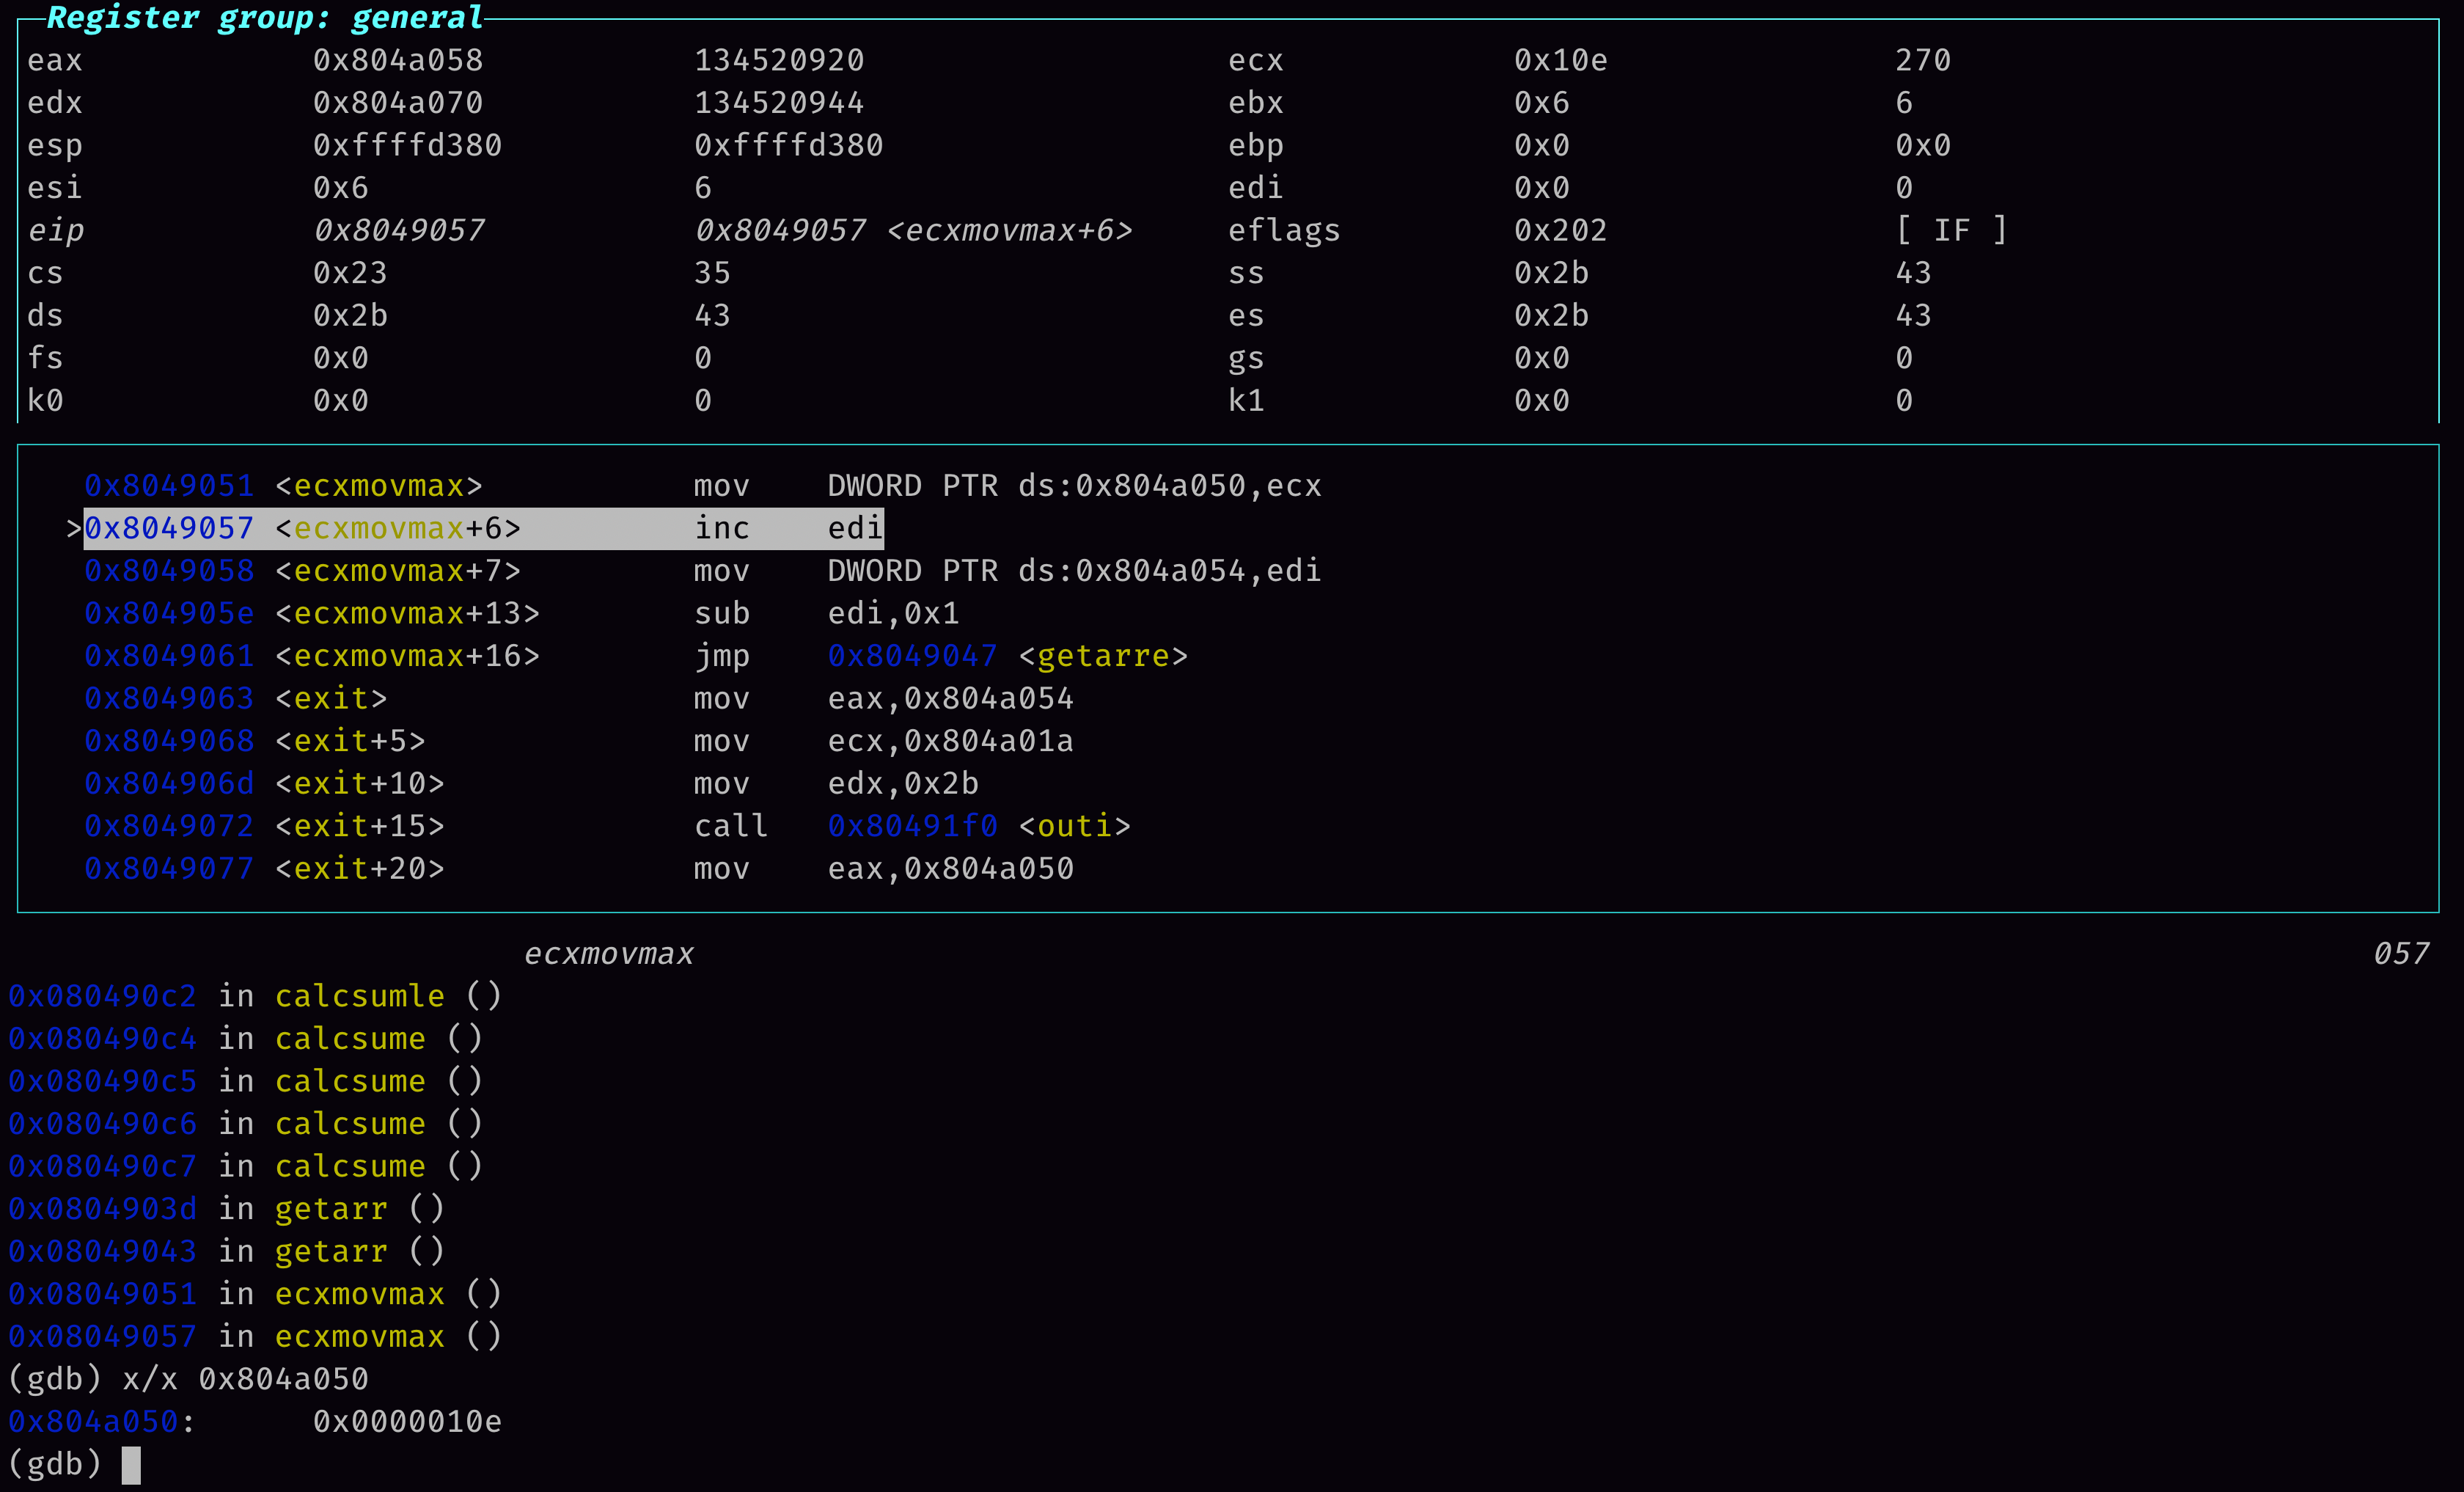 Register group: general
eax 0x804a058 134520920 ecx 0x10e 270
edx 0x804a070 134520944 ebx 0x6 6
esp 0xffffd380 0xffffd380 ebp 0x0 0x0
esi 0x6 6 edi 0x0 0
eip 0x8049057 0x8049057 <ecxmovmax+6> eflags 0x202 [ IF ]
cs 0x23 35 ss 0x2b 43
ds 0x2b 43 es 0x2b 43
fs 0x0 0 gs 0x0 0
k0 0x0 0 k1 0x0 0
0x8049051 <ecxmovmax> mov DWORD PTR ds:0x804a050,ecx
>0x8049057 <ecxmovmax+6> inc edi
0x8049058 <ecxmovmax+7> mov DWORD PTR ds:0x804a054,edi
0x804905e <ecxmovmax+13> sub edi,0x1
0x8049061 <ecxmovmax+16> jmp 0x8049047 <getarre>
0x8049063 <exit> mov eax,0x804a054
0x8049068 <exit+5> mov ecx,0x804a01a
0x804906d <exit+10> mov edx,0x2b
0x8049072 <exit+15> call 0x80491f0 <outi>
0x8049077 <exit+20> mov eax,0x804a050
ecxmovmax 057
0x080490c2 in calcsumle ()
0x080490c4 in calcsume ()
0x080490c5 in calcsume ()
0x080490c6 in calcsume ()
0x080490c7 in calcsume ()
0x0804903d in getarr ()
0x08049043 in getarr ()
0x08049051 in ecxmovmax ()
0x08049057 in ecxmovmax ()
(gdb) x/x 0x804a050
0x804a050: 0x0000010e
(gdb)